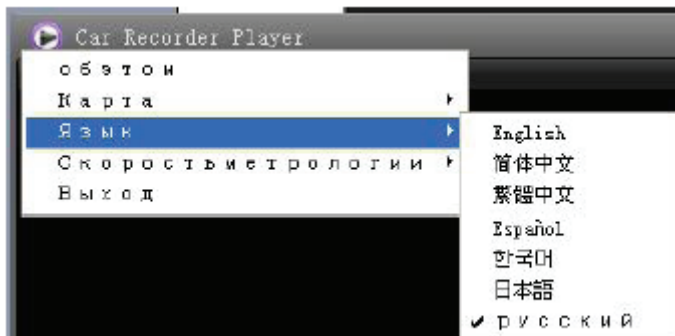 Car Recorder Player
обэтом
Карта
Язык
Скоростьметрологии
Выход
English
简体中文
繁體中文
Español
한국어
日本語
русский